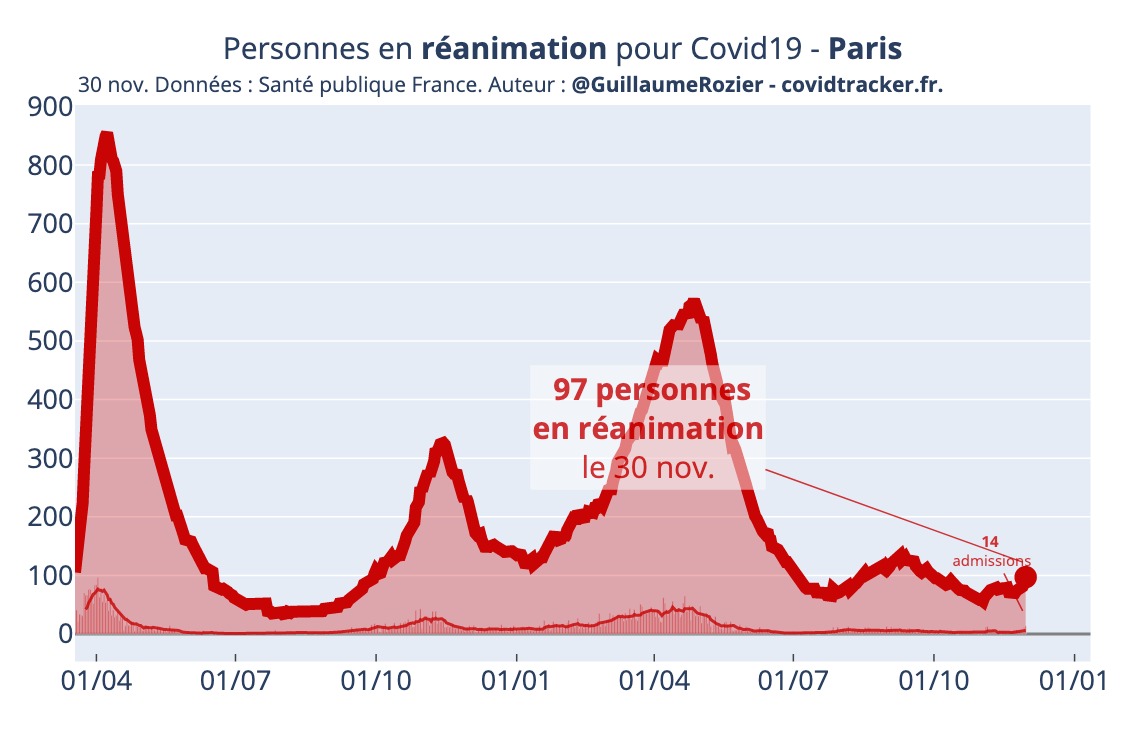 Personnes en réanimation pour Covid19 - Paris
30 nov. Données : Santé publique France. Auteur : @GuillaumeRozier - covidtracker.fr.
900
800
700
600
500
400
300
200
100
0
97 personnes
en réanimation
le 30 nov.
14
admissions
01/04 01/07 01/10 01/01 01/04 01/07 01/10 01/01